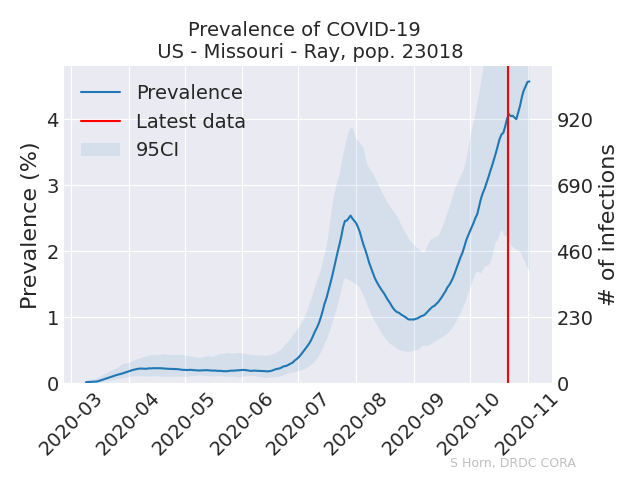 Prevalence of COVID-19
US - Missouri - Ray, pop. 23018
Prevalence
Latest data
95CI
Prevalence (%)
4
3
2
1
0
# of infections
920
690
460
230
0
2020-03
2020-04
2020-05
2020-06
2020-07
2020-08
2020-09
2020-10
2020-11
S Horn, DRDC CORA